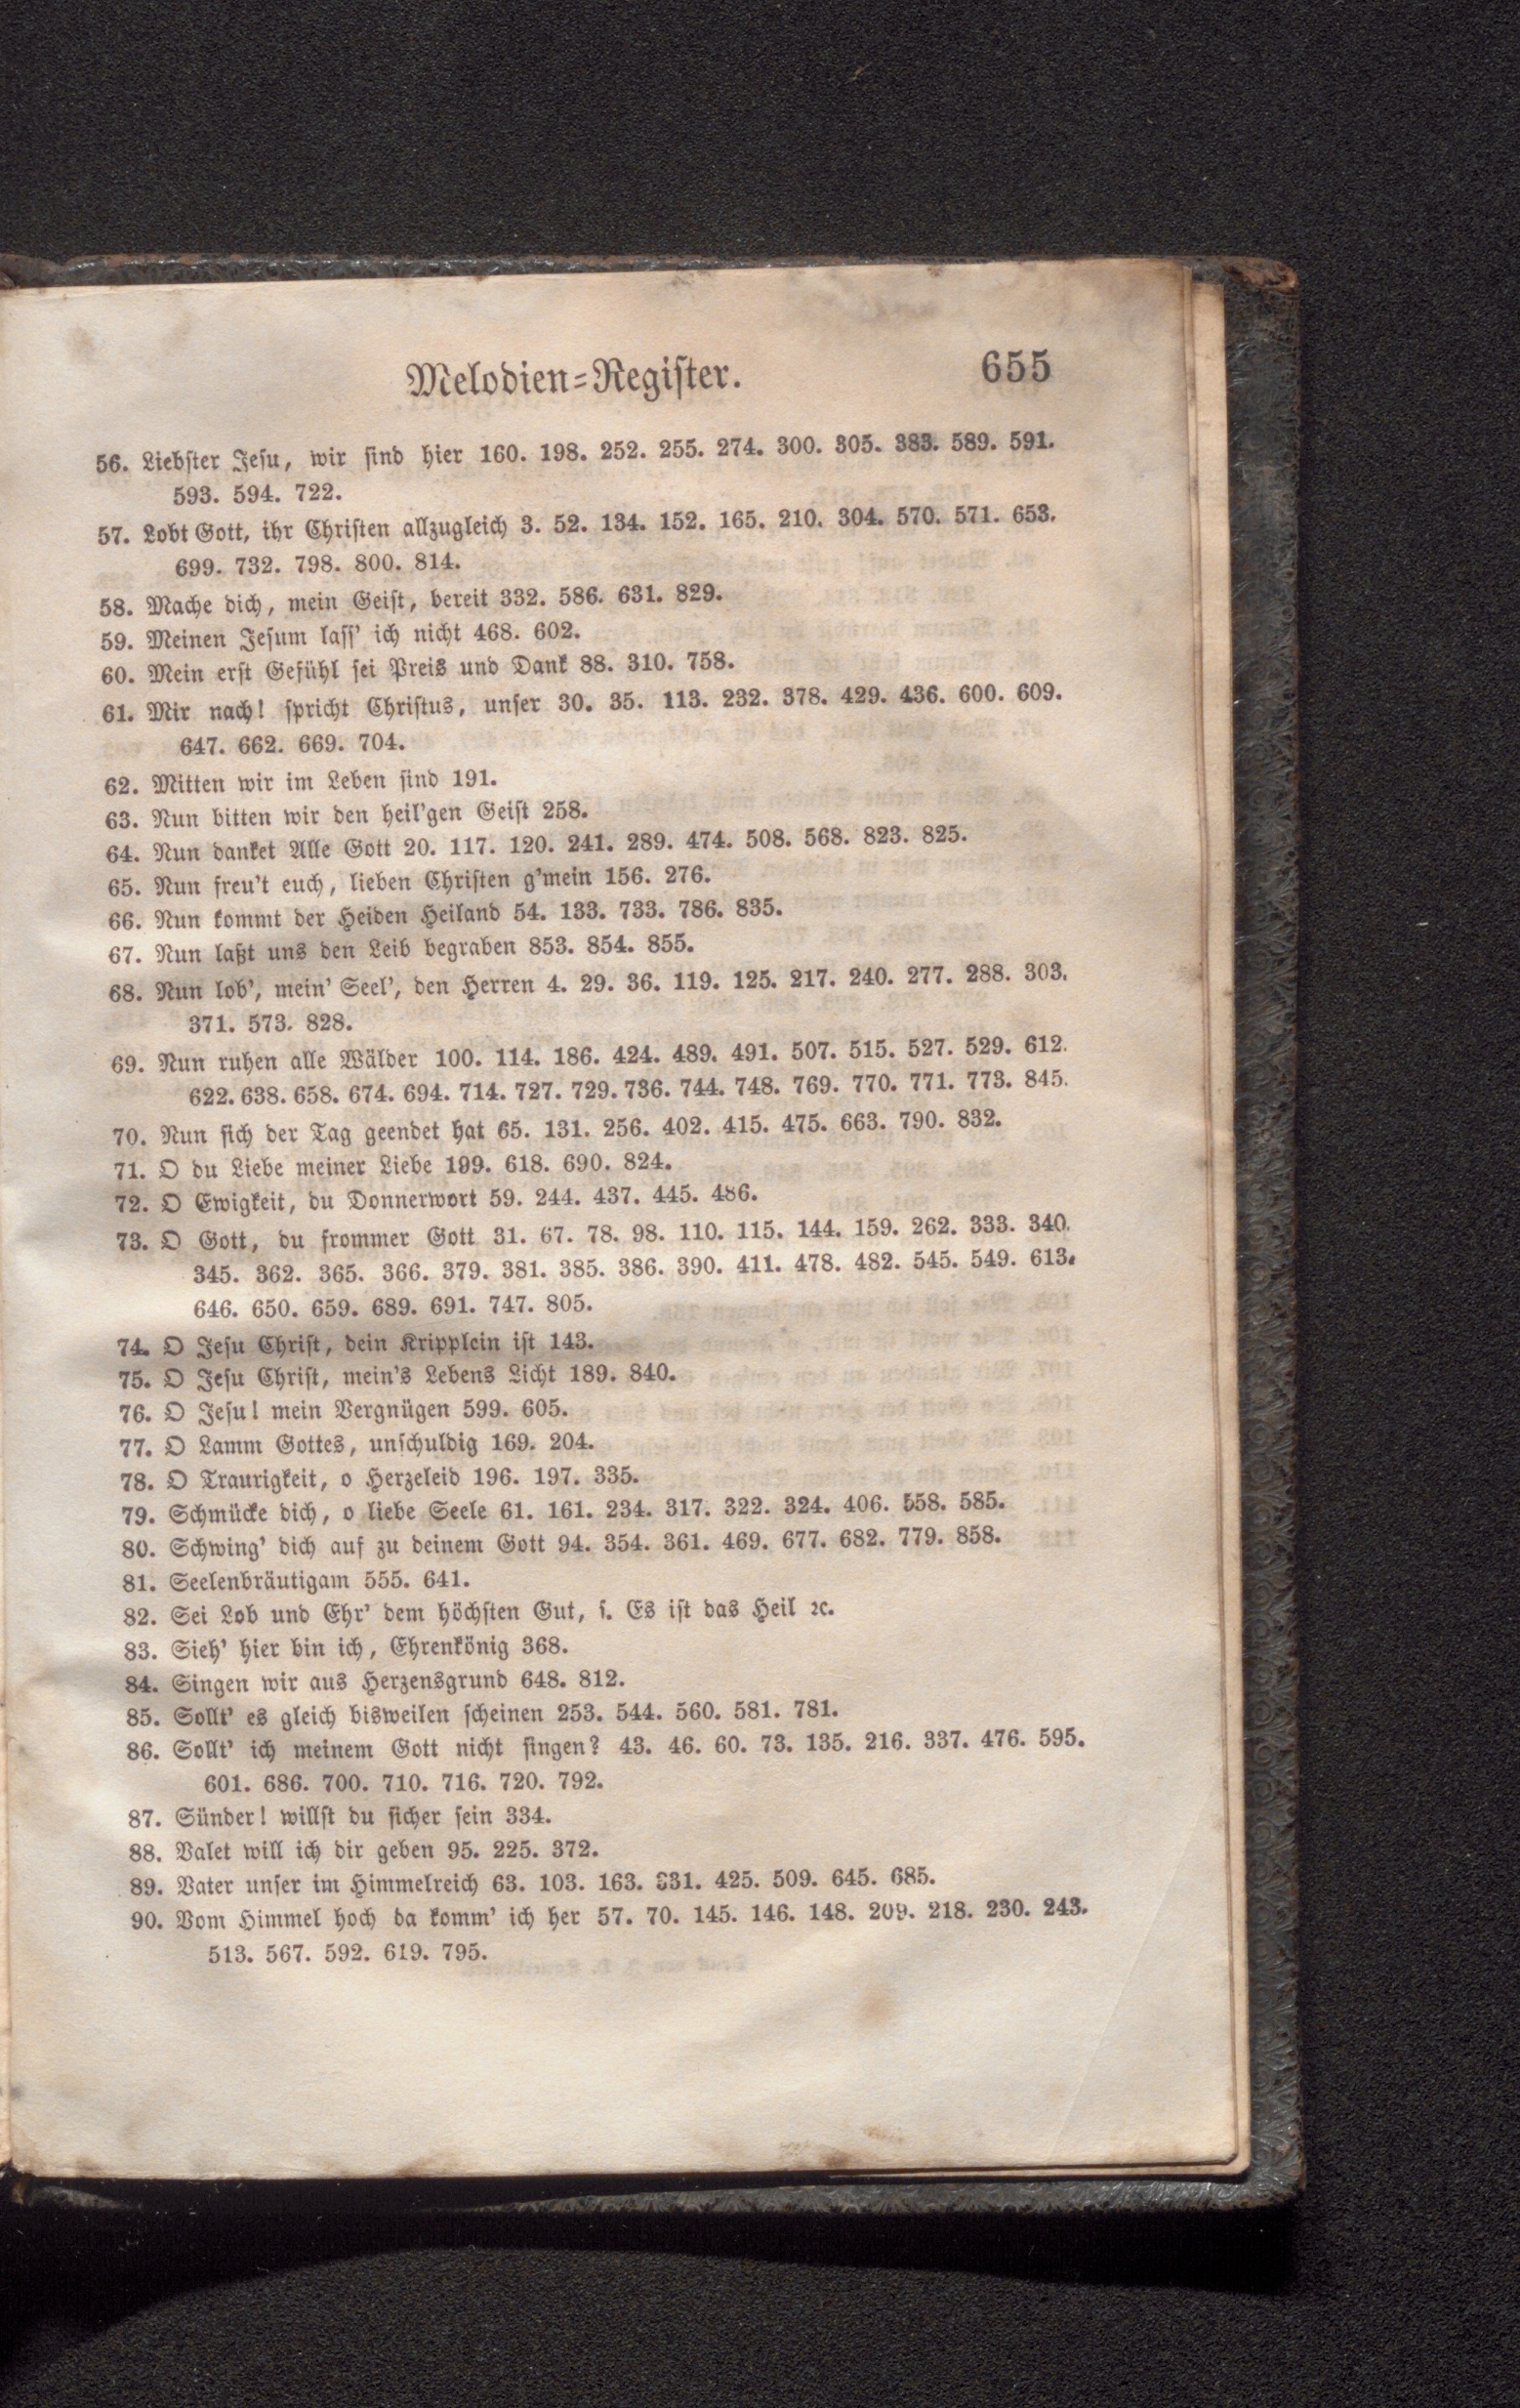 Melodien=Register.
655
56. Liebster Jesu, wir sind hier 160. 198. 252. 255. 274. 300. 305. 383. 589. 591.
593. 594. 722.
57. Lobt Gott, ihr Christen allzugleich 3. 52. 134. 152. 165. 210. 304. 570. 571. 653.
699. 732. 798. 800. 814.
58. Mache dich, mein Geist, bereit 332. 586. 631. 829.
59. Meinen Jesum lass' ich nicht 468. 602.
60. Mein erst Gefühl sei Preis und Dank 88. 310. 758.
61. Mir nach! spricht Christus, unser 30. 35. 113. 232. 378. 429. 436. 600. 609.
647. 662. 669. 704.
62. Mitten wir im Leben sind 191.
63. Nun bitten wir den heil'gen Geist 258.
64. Nun danket Alle Gott 20. 117. 120. 241. 289. 474. 508. 568. 823. 825.
65. Nun freu't euch, lieben Christen g'mein 156. 276.
66. Nun kommt der Heiden Heiland 54. 133. 733. 786. 835.
67. Nun laßt uns den Leib begraben 853. 854. 855.
68. Nun lob', mein' Seel', den Herren 4. 29. 36. 119. 125. 217. 240. 277. 288. 303.
371. 573. 828.
69. Nun ruhen alle Wälder 100. 114. 186. 424. 489. 491. 507. 515. 527. 529. 612.
622. 638. 658. 674. 694. 714. 727. 729. 736. 744. 748. 769. 770. 771. 773. 845.
70. Nun sich der Tag geendet hat 65. 131. 256. 402. 415. 475. 663. 790. 832.
71. O du Liebe meiner Liebe 199. 618. 690. 824.
72. O Ewigkeit, du Donnerwort 59. 244. 437. 445. 486.
73. O Gott, du frommer Gott 31. 67. 78. 98. 110. 115. 144. 159. 262. 333. 340.
345. 362. 365. 366. 379. 381. 385. 386. 390. 411. 478. 482. 545. 549. 613.
646. 650. 659. 689. 691. 747. 805.
74. O Jesu Christ, dein Kripplein ist 143.
75. O Jesu Christ, mein's Lebens Licht 189. 840.
76. O Jesu! mein Vergnügen 599. 605.
77. O Lamm Gottes, unschuldig 169. 204.
78. O Traurigkeit, o Herzeleid 196. 197. 335.
79. Schmücke dich, o liebe Seele 61. 161. 234. 317. 322. 324. 406. 558. 585.
80. Schwing' dich auf zu deinem Gott 94. 354. 361. 469. 677. 682. 779. 858.
81. Seelenbräutigam 555. 641.
82. Sei Lob und Ehr' dem höchsten Gut, s. Es ist das Heil ꝛc.
83. Sieh' hier bin ich, Ehrenkönig 368.
84. Singen wir aus Herzensgrund 648. 812.
85. Sollt' es gleich bisweilen scheinen 253. 544. 560. 581. 781.
86. Sollt' ich meinem Gott nicht singen? 43. 46. 60. 73. 135. 216. 337. 476. 595.
601. 686. 700. 710. 716. 720. 792.
87. Sünder! willst du sicher sein 334.
88. Valet will ich dir geben 95. 225. 372.
89. Vater unser im Himmelreich 63. 103. 163. 331. 425. 509. 645. 685.
90. Vom Himmel hoch da komm' ich her 57. 70. 145. 146. 148. 209. 218. 230. 243.
513. 567. 592. 619. 795.